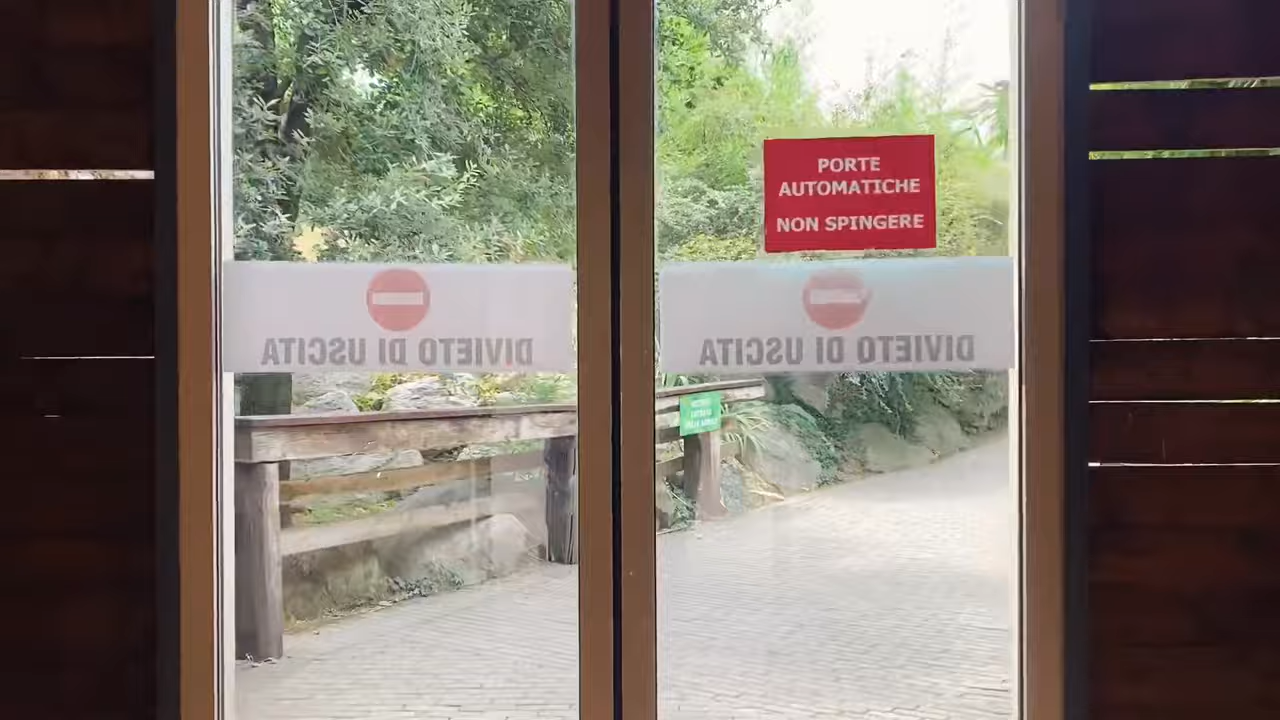 PORTE
AUTOMATICHE
NON SPINGERE
DIVIETO DI USCITA
DIVIETO DI USCITA